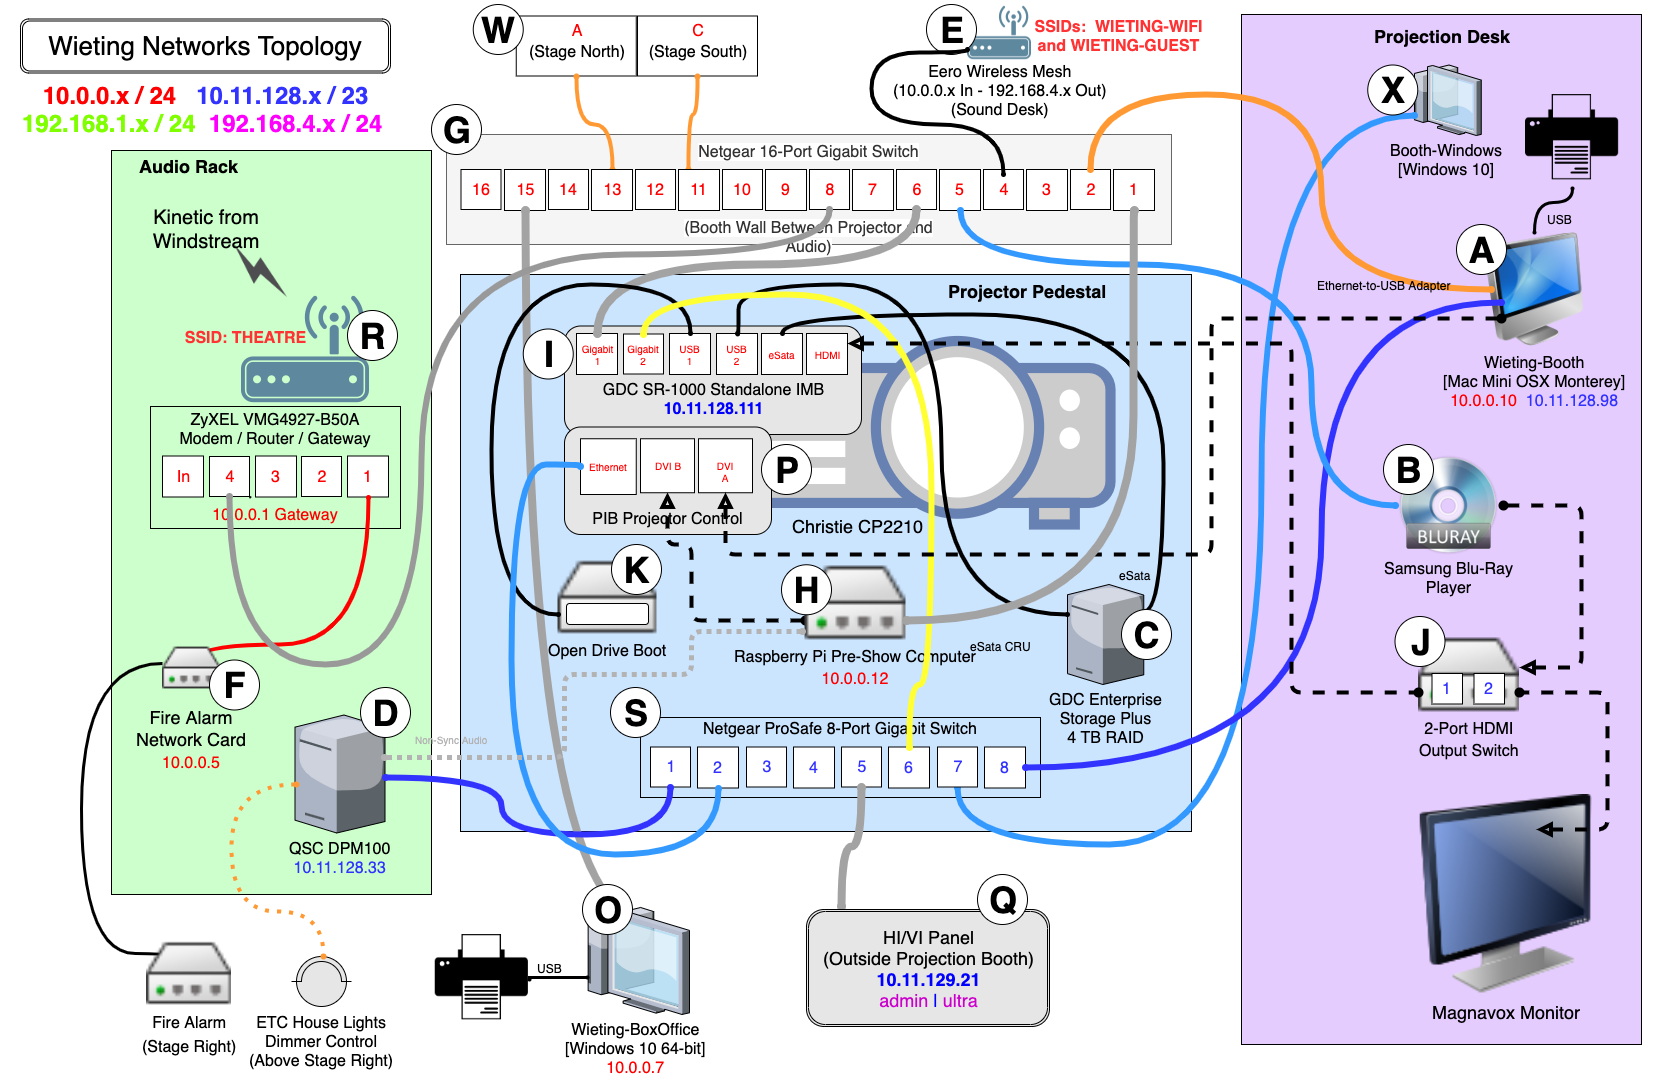 Wieting Networks Topology
10.0.0.x / 24 10.11.128.x / 23
192.168.1.x / 24 192.168.4.x / 24
W
A
(Stage North)
C
(Stage South)
E
SSIDs: WIETING-WIFI
and WIETING-GUEST
Eero Wireless Mesh
(10.0.0.x In - 192.168.4.x Out)
(Sound Desk)
G
Netgear 16-Port Gigabit Switch
16 15 14 13 12 11 10 9 8 7 6 5 4 3 2 1
(Booth Wall Between Projector and
Audio)
Audio Rack
Kinetic from
Windstream
SSID: THEATRE
R
ZyXEL VMG4927-B50A
Modem / Router / Gateway
In 4 3 2 1
10.0.0.1 Gateway
F
Fire Alarm
Network Card
10.0.0.5
D
Non-Sync Audio
QSC DPM100
10.11.128.33
Fire Alarm
(Stage Right)
ETC House Lights
Dimmer Control
(Above Stage Right)
Projector Pedestal
I
Gigabit
1
Gigabit
2
USB
1
USB
2
eSata
HDMI
GDC SR-1000 Standalone IMB
10.11.128.111
P
Ethernet
DVI B
DVI
A
PIB Projector Control
Christie CP2210
K
Open Drive Boot
H
Raspberry Pi Pre-Show Computer
10.0.0.12
eSata
eSata CRU
C
GDC Enterprise
Storage Plus
4 TB RAID
S
Netgear ProSafe 8-Port Gigabit Switch
1 2 3 4 5 6 7 8
O
USB
Wieting-BoxOffice
[Windows 10 64-bit]
10.0.0.7
Q
HI/VI Panel
(Outside Projection Booth)
10.11.129.21
admin | ultra
Projection Desk
X
Booth-Windows
[Windows 10]
USB
A
Ethernet-to-USB Adapter
Wieting-Booth
[Mac Mini OSX Monterey]
10.0.0.10 10.11.128.98
B
BLURAY
Samsung Blu-Ray
Player
J
1 2
2-Port HDMI
Output Switch
Magnavox Monitor